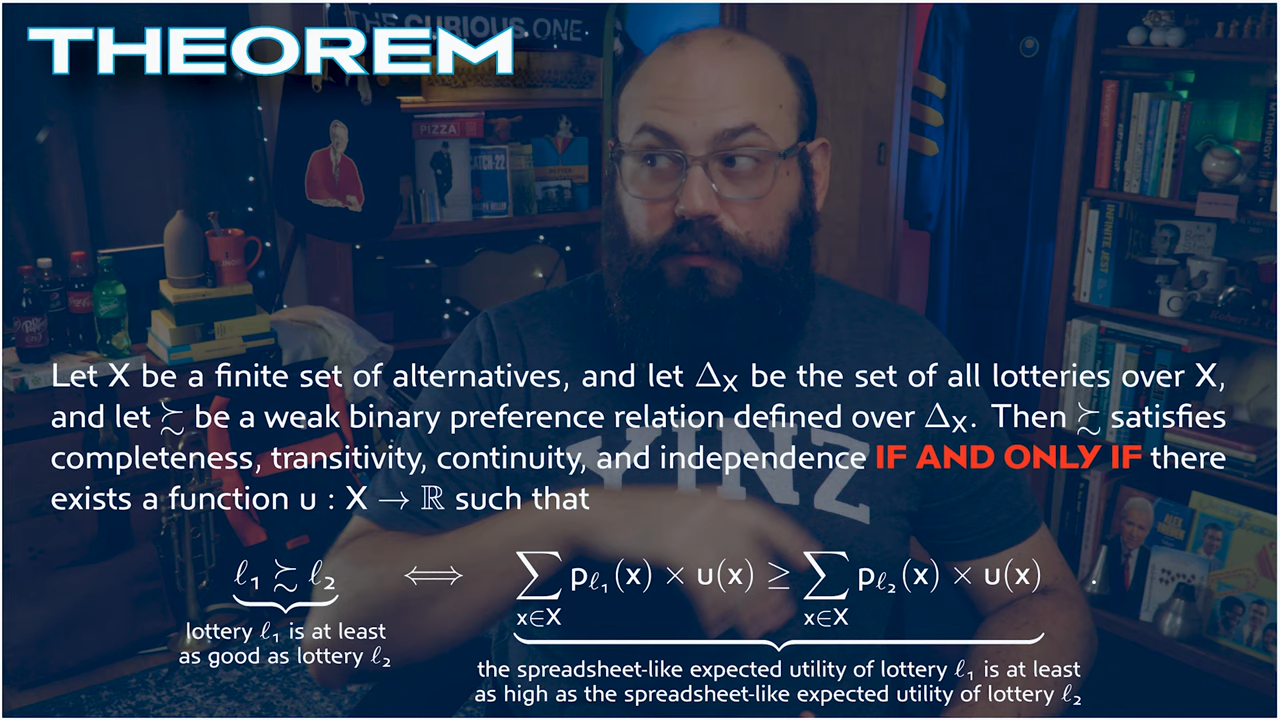 THE CURIOUS ONE
THEOREM
PIZZA
CATCH-22
INFINITE JEST
Let X be a finite set of alternatives, and let Δ_X be the set of all lotteries over X,
and let ≿ be a weak binary preference relation defined over Δ_X. Then ≿ satisfies
completeness, transitivity, continuity, and independence IF AND ONLY IF there
exists a function u : X → ℝ such that
YINZ
ℓ₁ ≿ ℓ₂ ⟺ ∑_{x∈X} p_{ℓ₁}(x) × u(x) ≥ ∑_{x∈X} p_{ℓ₂}(x) × u(x) .
lottery ℓ₁ is at least
as good as lottery ℓ₂
the spreadsheet-like expected utility of lottery ℓ₁ is at least
as high as the spreadsheet-like expected utility of lottery ℓ₂